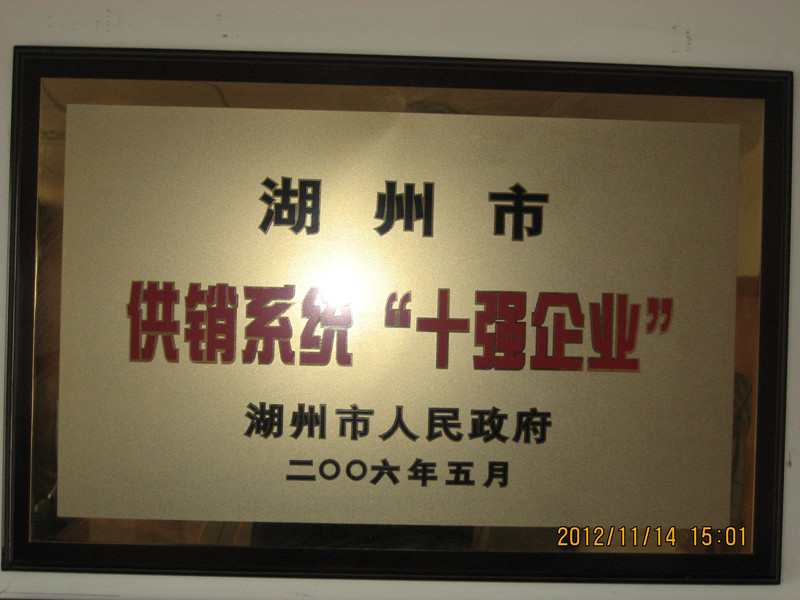 湖州市
供销系统“十强企业”
湖州市人民政府
二〇〇六年五月
2012/11/14 15:01